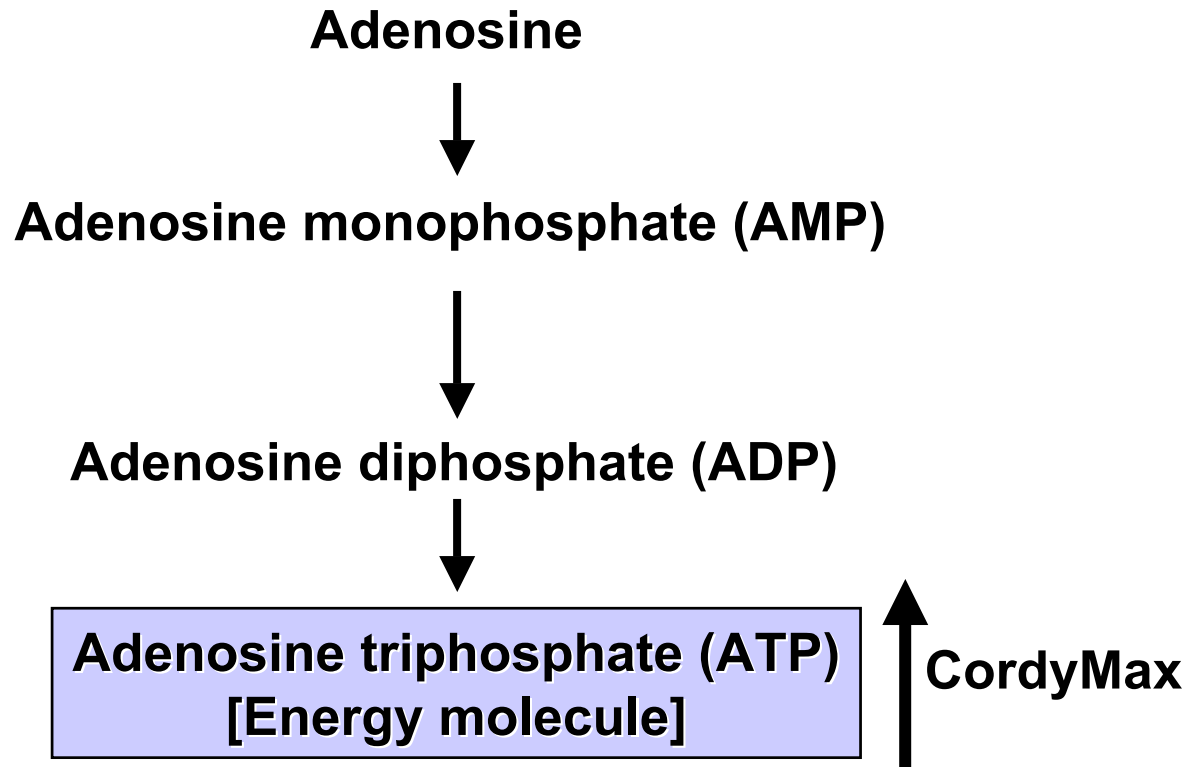 Adenosine
Adenosine monophosphate (AMP)
Adenosine diphosphate (ADP)
Adenosine triphosphate (ATP)
[Energy molecule]
CordyMax